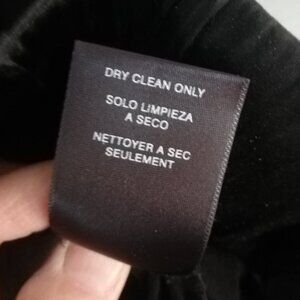 DRY CLEAN ONLY
SOLO LIMPIEZA
A SECO
NETTOYER A SEC
SEULEMENT